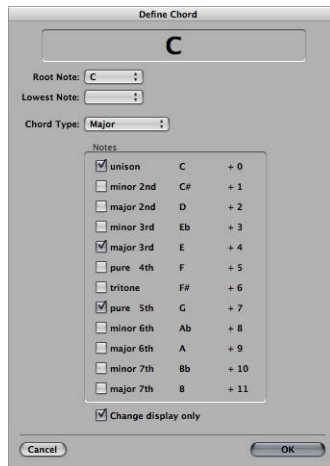 Define Chord
C
Root Note: C
Lowest Note:
Chord Type: Major
Notes
unison C + 0
minor 2nd C# + 1
major 2nd D + 2
minor 3rd Eb + 3
major 3rd E + 4
pure 4th F + 5
tritone F# + 6
pure 5th G + 7
minor 6th Ab + 8
major 6th A + 9
minor 7th Bb + 10
major 7th B + 11
Change display only
Cancel OK